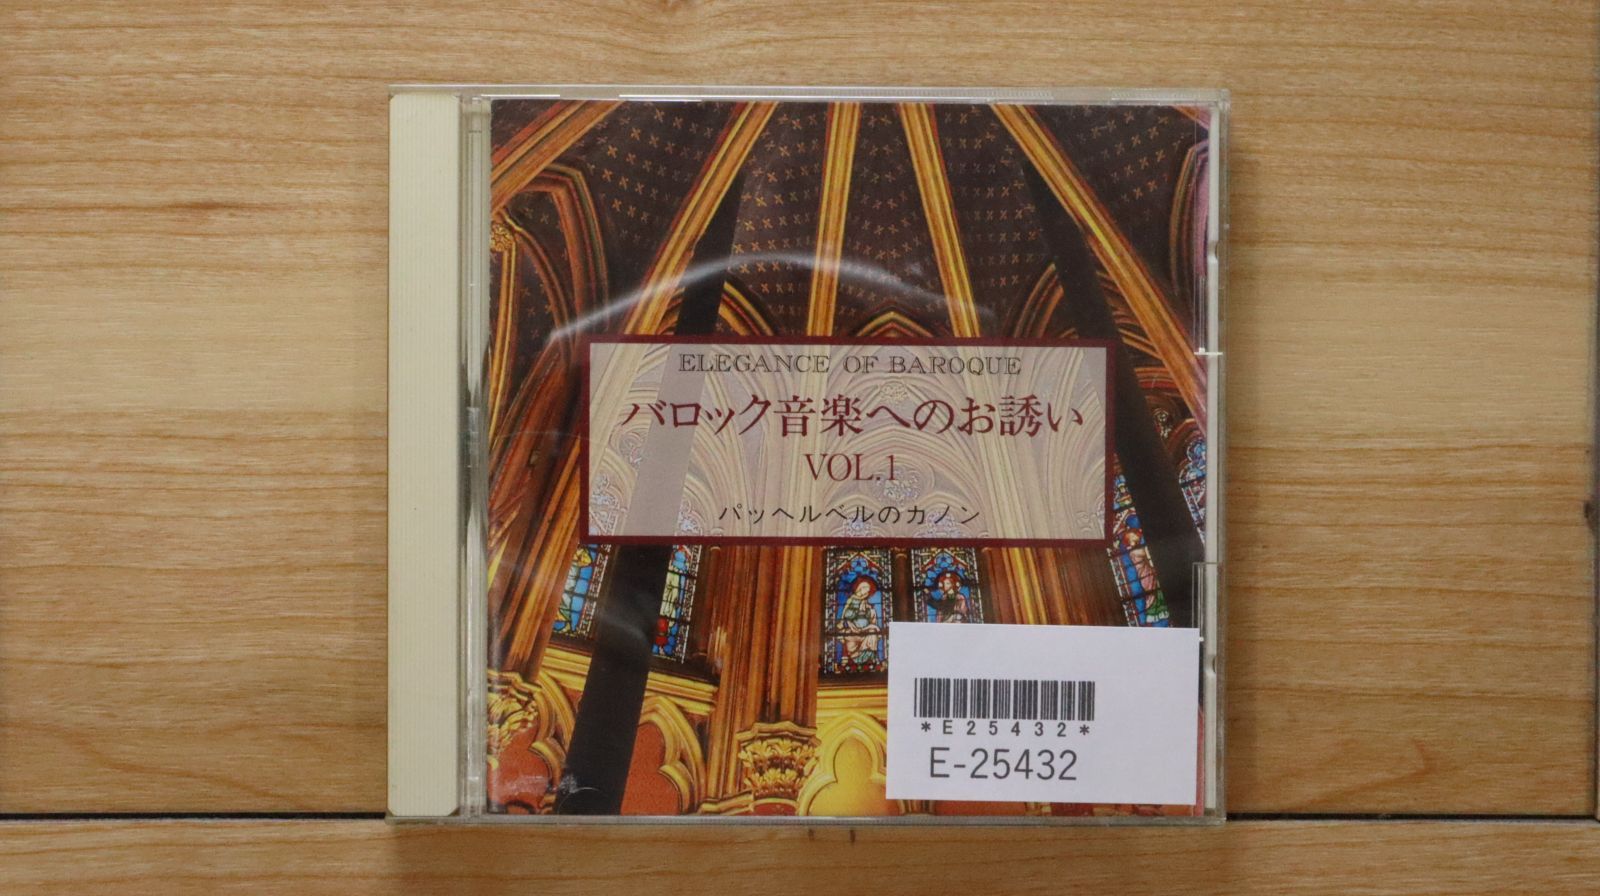 ELEGANCE OF BAROQUE
バロック音楽へのお誘い
VOL.1
パッヘルベルのカノン
*E25432*
E-25432